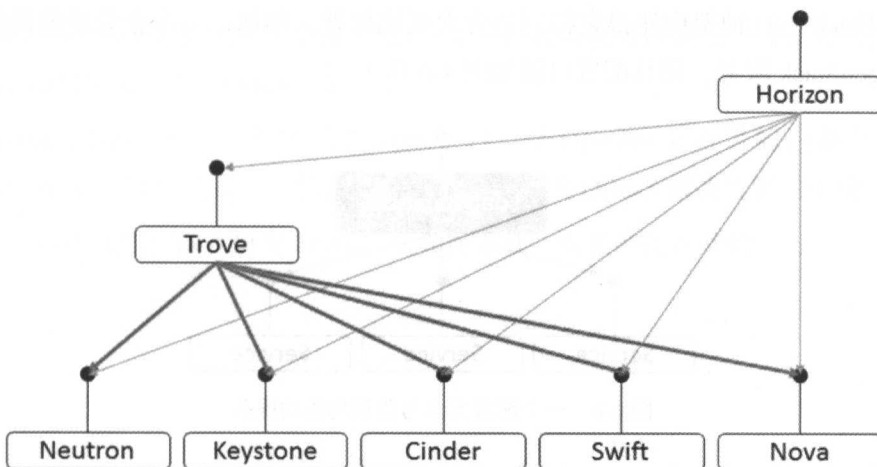 Horizon
Trove
Neutron
Keystone
Cinder
Swift
Nova